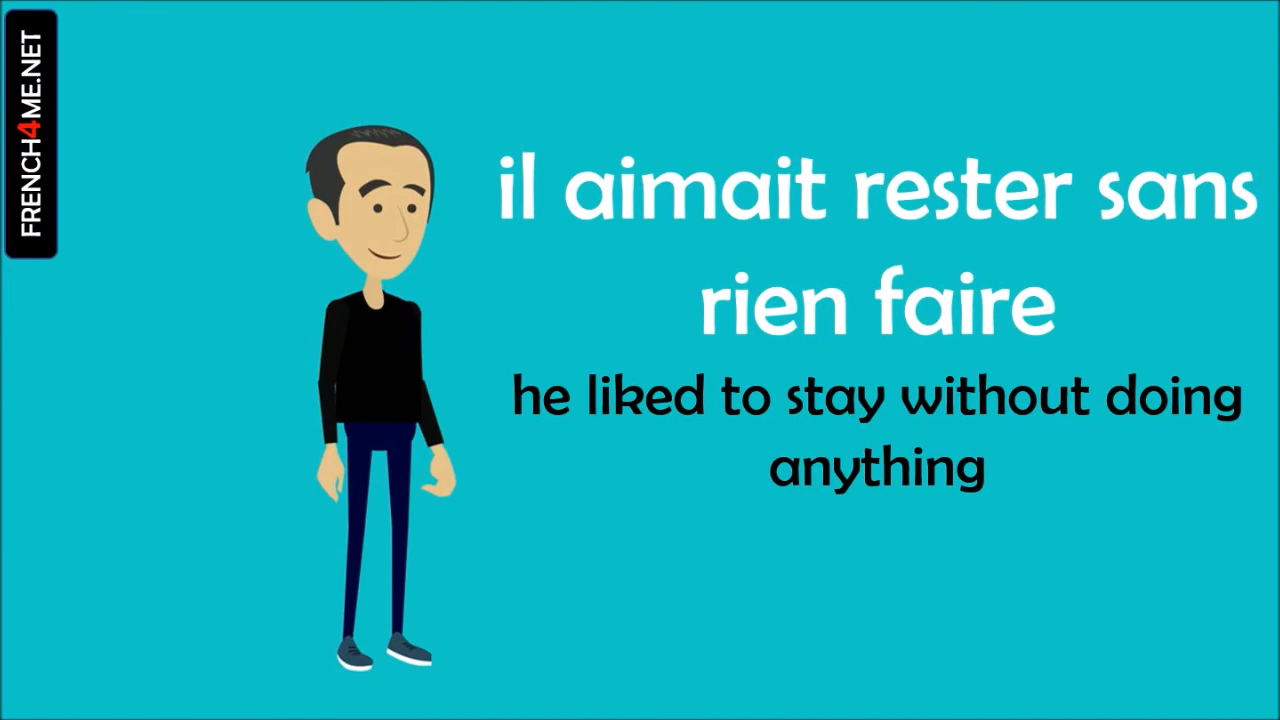 FRENCH4ME.NET
il aimait rester sans
rien faire
he liked to stay without doing
anything